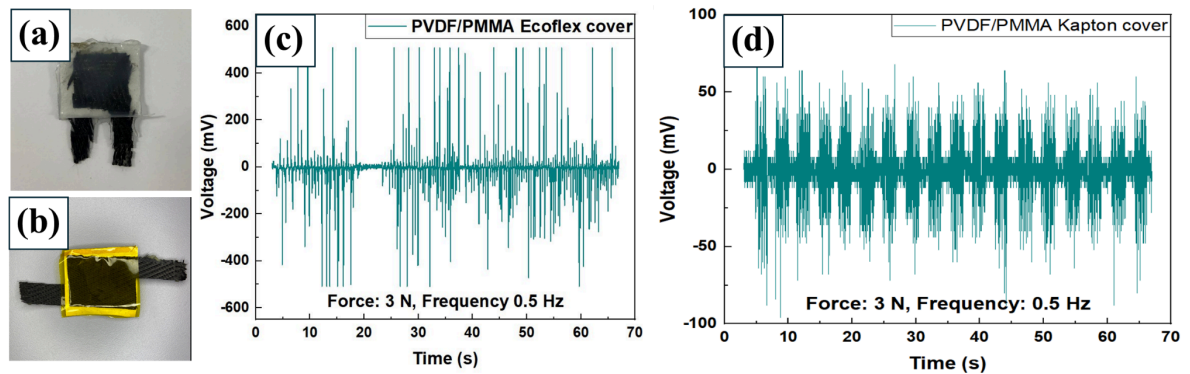 (a)
(b)
(c)
PVDF/PMMA Ecoflex cover
Voltage (mV)
600
400
200
0
-200
-400
-600
Force: 3 N, Frequency 0.5 Hz
0 10 20 30 40 50 60 70
Time (s)
(d)
PVDF/PMMA Kapton cover
Voltage (mV)
100
50
0
-50
-100
Force: 3 N, Frequency: 0.5 Hz
0 10 20 30 40 50 60 70
Time (s)